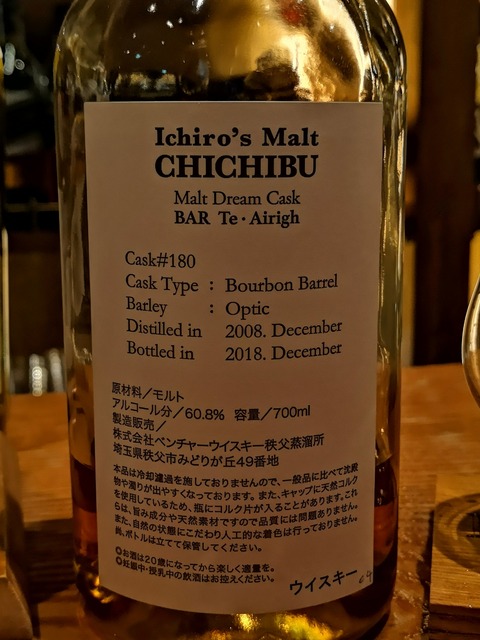 Ichiro's Malt
CHICHIBU
Malt Dream Cask
BAR Te・Airigh
Cask#180
Cask Type : Bourbon Barrel
Barley : Optic
Distilled in 2008. December
Bottled in 2018. December
原材料／モルト
アルコール分／60.8% 容量／700ml
製造販売／
株式会社ベンチャーウイスキー秩父蒸溜所
埼玉県秩父市みどりが丘49番地
本品は冷却濾過を施しておりませんので、一般品に比べて沈殿
物や濁りが出やすくなっております。また、キャップに天然コルク
を使用しているため、瓶にコルク片が入ることがあります。これ
らは、旨み成分や天然素材ですので品質には問題ありません。
また、自然の状態にこだわり人工的な着色は行っておりません。
尚、ボトルは立てて保管してください。
◎お酒は20歳になってから楽しく適量を。
◎妊娠中・授乳中の飲酒はお控えください。
ウイスキー